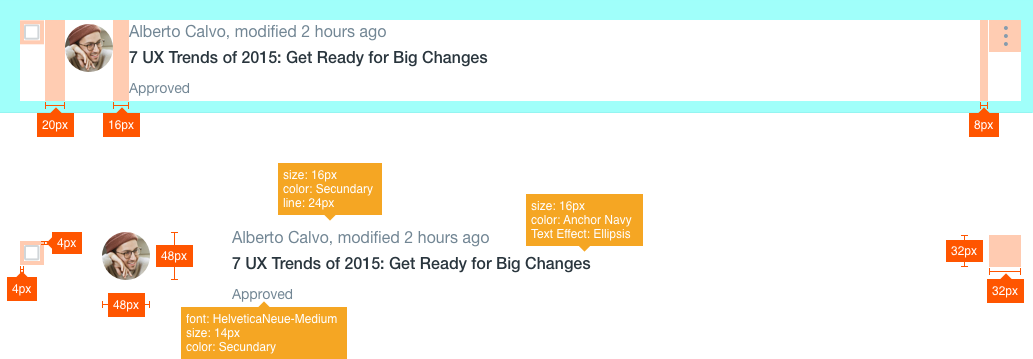 Alberto Calvo, modified 2 hours ago
7 UX Trends of 2015: Get Ready for Big Changes
Approved
20px
16px
8px
size: 16px
color: Secundary
line: 24px
size: 16px
color: Anchor Navy
Text Effect: Ellipsis
4px
48px
Alberto Calvo, modified 2 hours ago
7 UX Trends of 2015: Get Ready for Big Changes
32px
4px
48px
Approved
32px
font: HelveticaNeue-Medium
size: 14px
color: Secundary